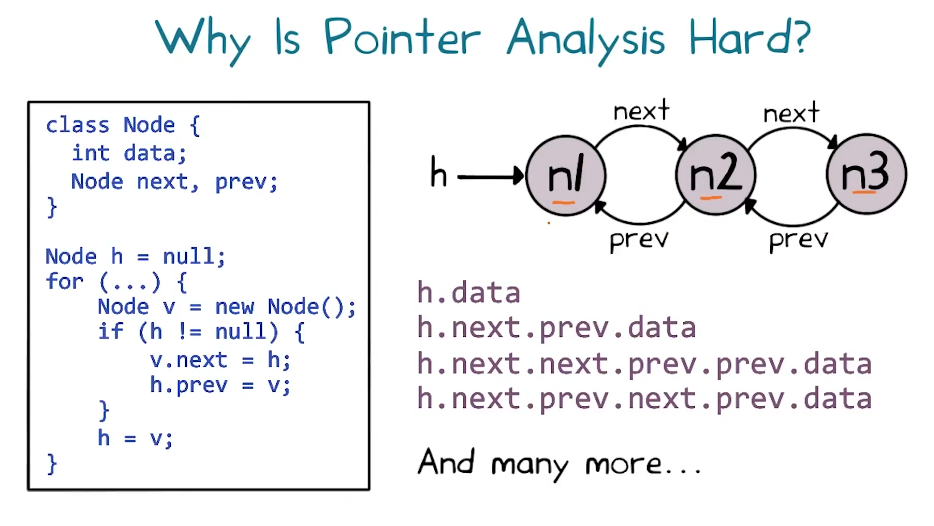 Why Is Pointer Analysis Hard?
class Node {
  int data;
  Node next, prev;
}
Node h = null;
for (...) {
    Node v = new Node();
    if (h != null) {
        v.next = h;
        h.prev = v;
    }
    h = v;
}
next next
h n1 n2 n3
prev prev
h.data
h.next.prev.data
h.next.next.prev.prev.data
h.next.prev.next.prev.data
And many more...